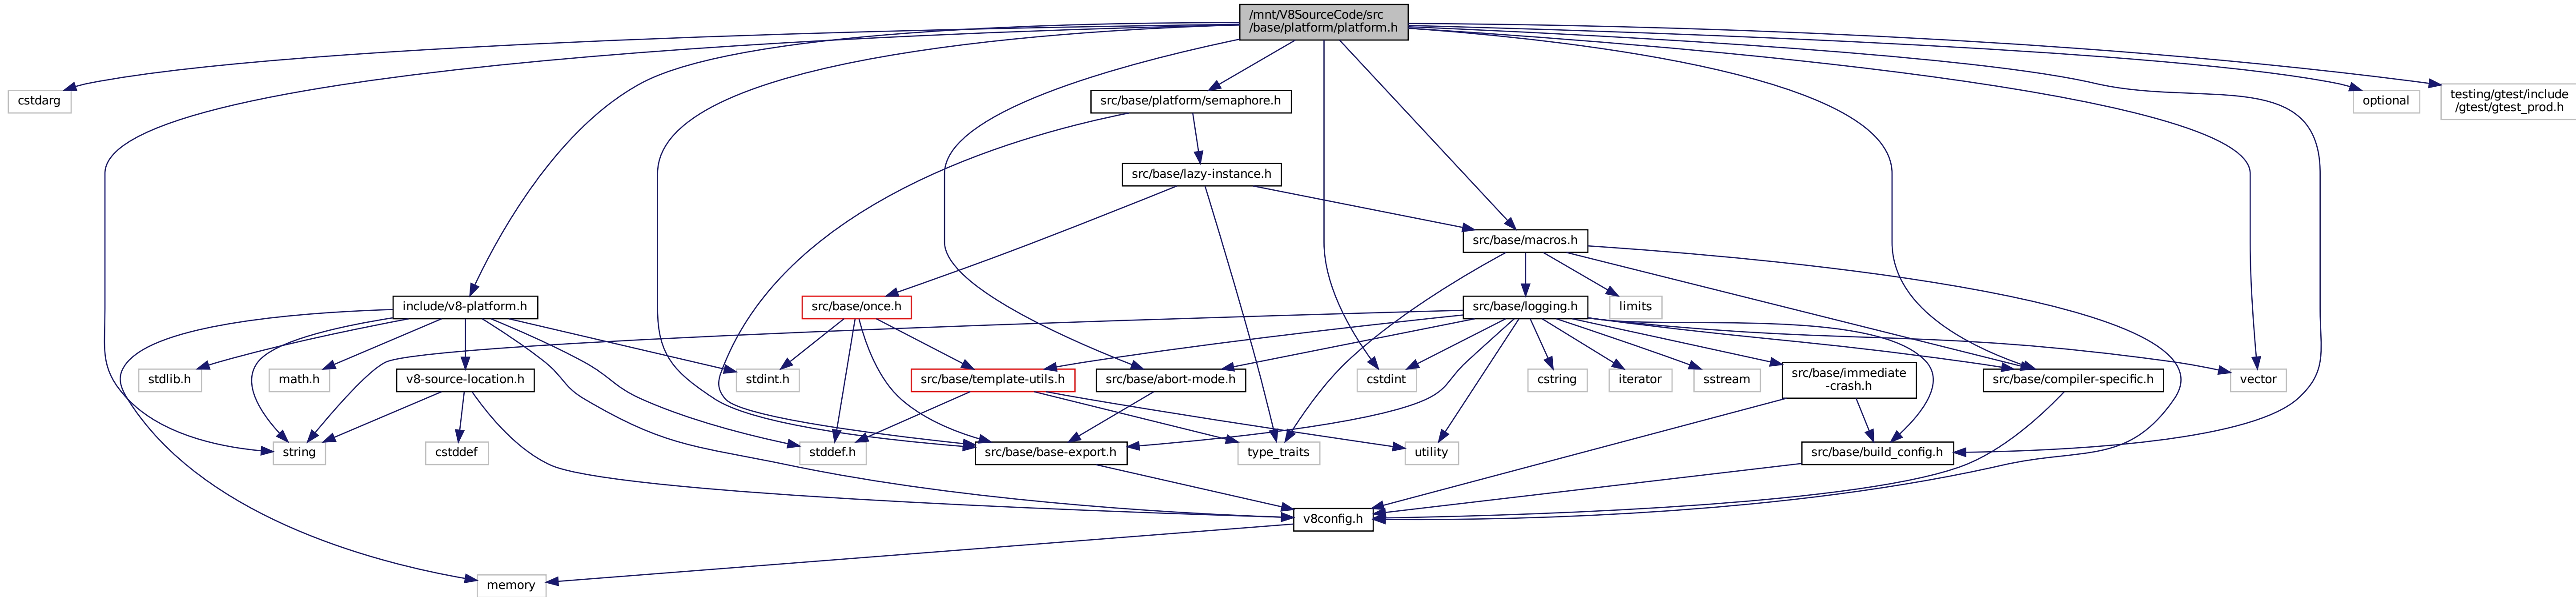 /mnt/V8SourceCode/src
/base/platform/platform.h
cstdarg
src/base/platform/semaphore.h
optional
testing/gtest/include
/gtest/gtest_prod.h
src/base/lazy-instance.h
src/base/macros.h
include/v8-platform.h
src/base/once.h
src/base/logging.h
limits
stdlib.h
math.h
v8-source-location.h
stdint.h
src/base/template-utils.h
src/base/abort-mode.h
cstdint
cstring
iterator
sstream
src/base/immediate
-crash.h
src/base/compiler-specific.h
vector
string
cstddef
stddef.h
src/base/base-export.h
type_traits
utility
src/base/build_config.h
v8config.h
memory